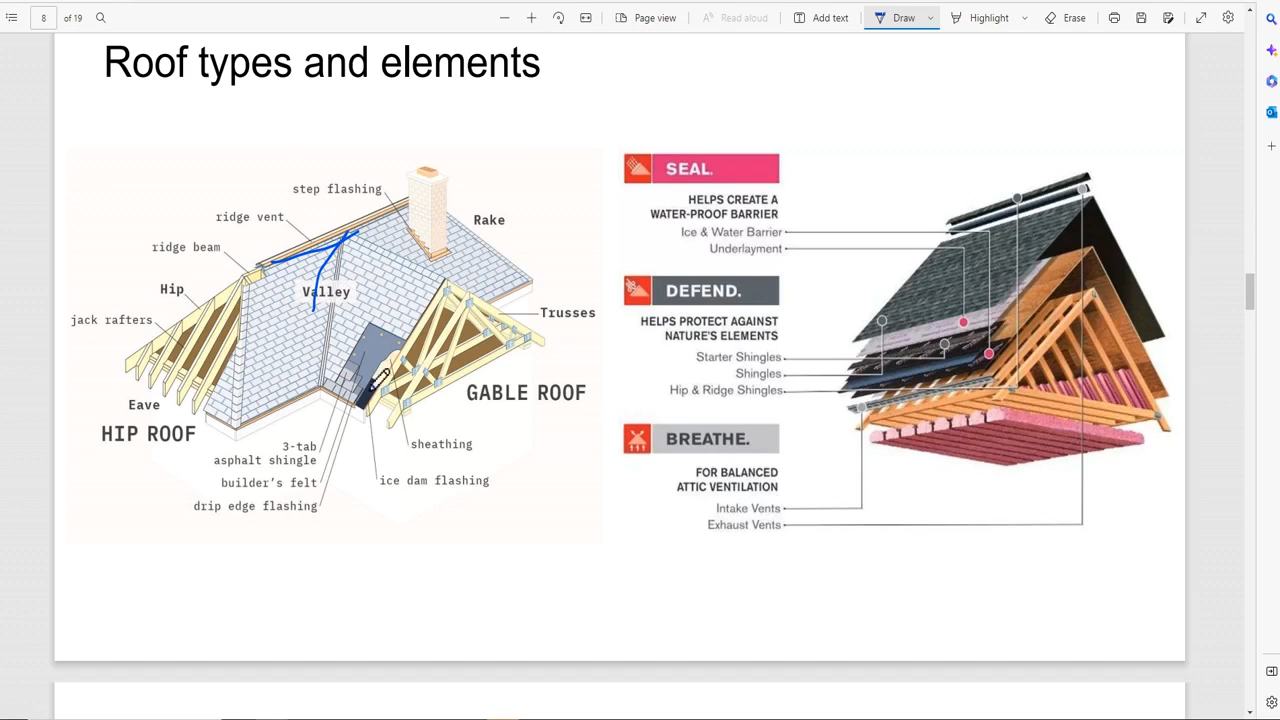 8 of 19
Page view
Read aloud
Add text
Draw
Highlight
Erase
Roof types and elements
step flashing
ridge vent
Rake
ridge beam
Hip
Valley
jack rafters
Trusses
Eave
GABLE ROOF
HIP ROOF
3-tab
asphalt shingle
sheathing
builder's felt
ice dam flashing
drip edge flashing
SEAL.
HELPS CREATE A
WATER-PROOF BARRIER
Ice & Water Barrier
Underlayment
DEFEND.
HELPS PROTECT AGAINST
NATURE'S ELEMENTS
Starter Shingles
Shingles
Hip & Ridge Shingles
BREATHE.
FOR BALANCED
ATTIC VENTILATION
Intake Vents
Exhaust Vents